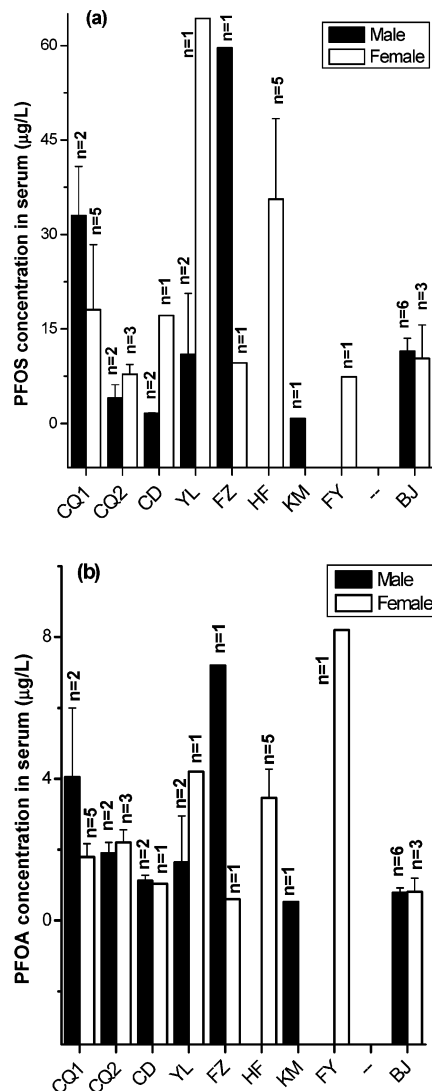 (a)
Male
Female
PFOS concentration in serum (µg/L)
60
45
30
15
0
n=2
n=5
n=2
n=3
n=2
n=1
n=2
n=1
n=1
n=1
n=5
n=1
n=1
n=6
n=3
CQ1
CQ2
CD
YL
FZ
HF
KM
FY
--
BJ
(b)
Male
Female
PFOA concentration in serum (µg/L)
8
4
0
n=2
n=5
n=2
n=3
n=2
n=1
n=2
n=1
n=1
n=1
n=5
n=1
n=1
n=6
n=3
CQ1
CQ2
CD
YL
FZ
HF
KM
FY
--
BJ